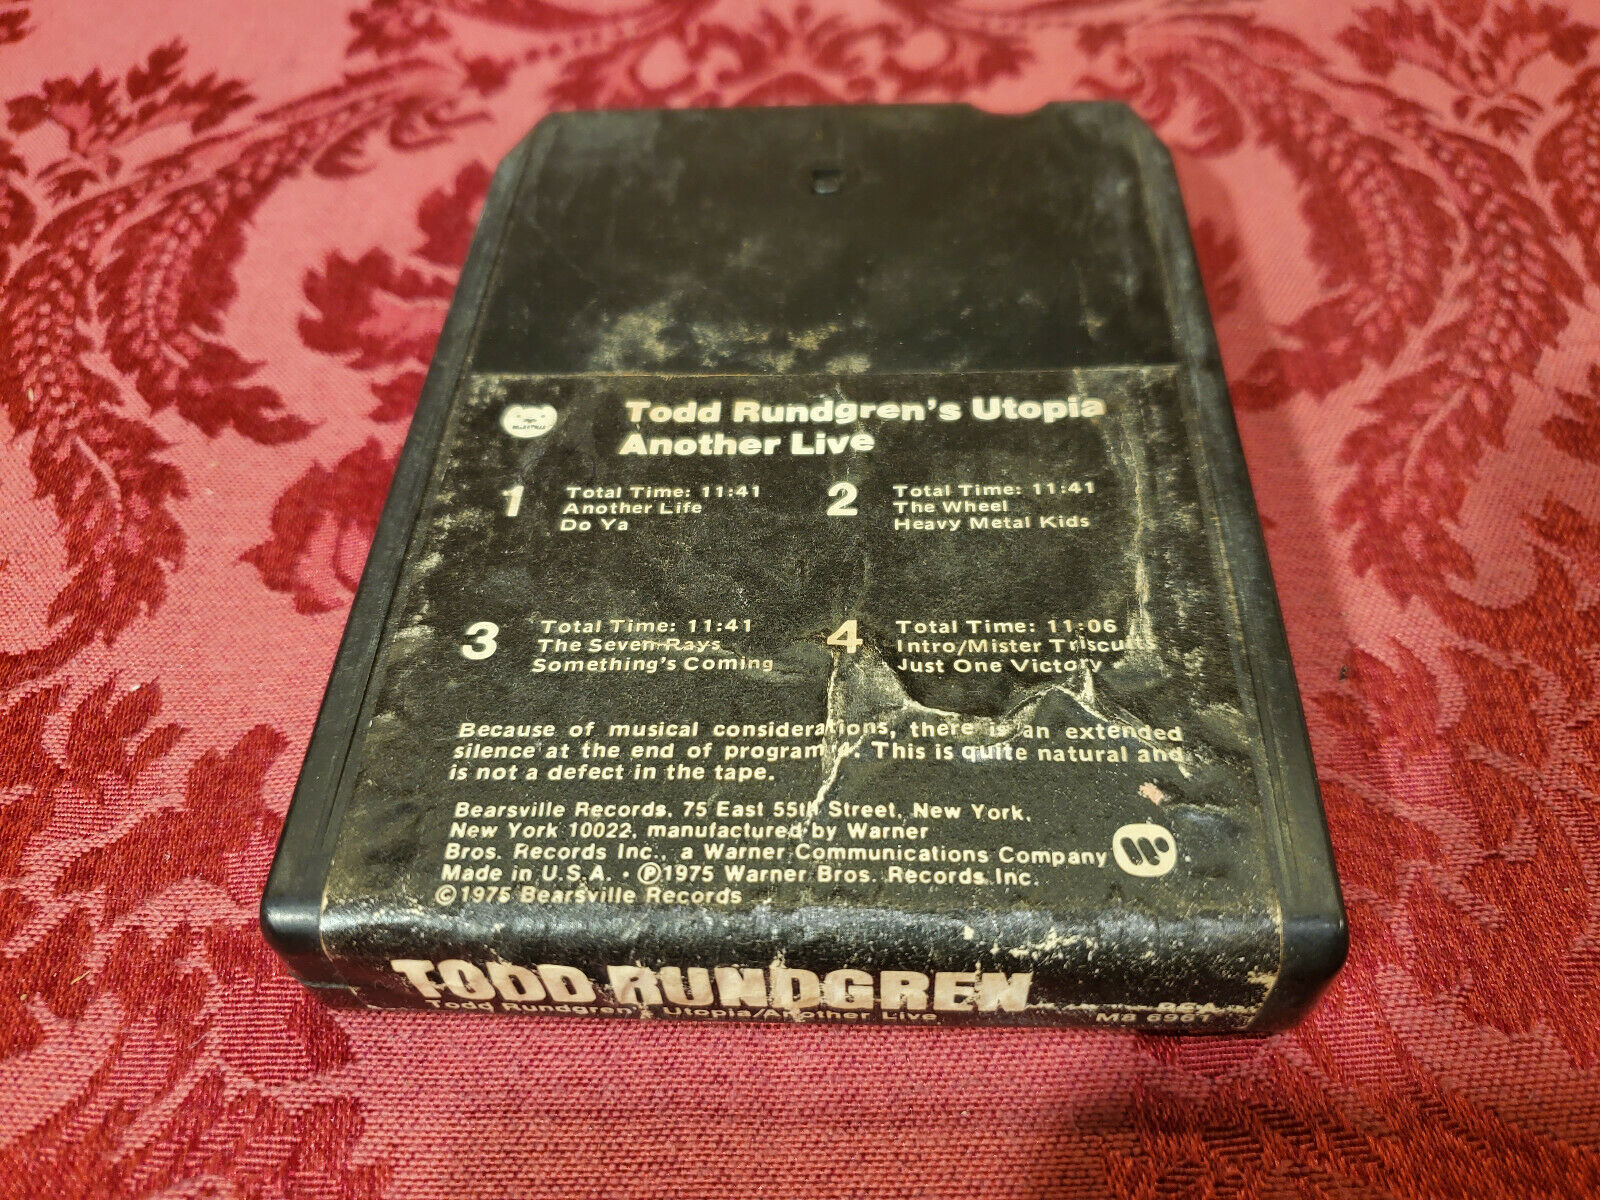 Todd Rundgren's Utopia
Another Live
1
Total Time: 11:41
Another Life
Do Ya
2
Total Time: 11:41
The Wheel
Heavy Metal Kids
3
Total Time: 11:41
The Seven Rays
Something's Coming
4
Total Time: 11:06
Intro/Mister Triscuits
Just One Victory
Because of musical considerations, there is an extended
silence at the end of program 4. This is quite natural and
is not a defect in the tape.
Bearsville Records, 75 East 55th Street, New York,
New York 10022, manufactured by Warner
Bros. Records Inc., a Warner Communications Company
Made in U.S.A. • ℗1975 Warner Bros. Records Inc.
©1975 Bearsville Records
TODD RUNDGREN
Todd Rundgren's Utopia/Another Live
M8 6961